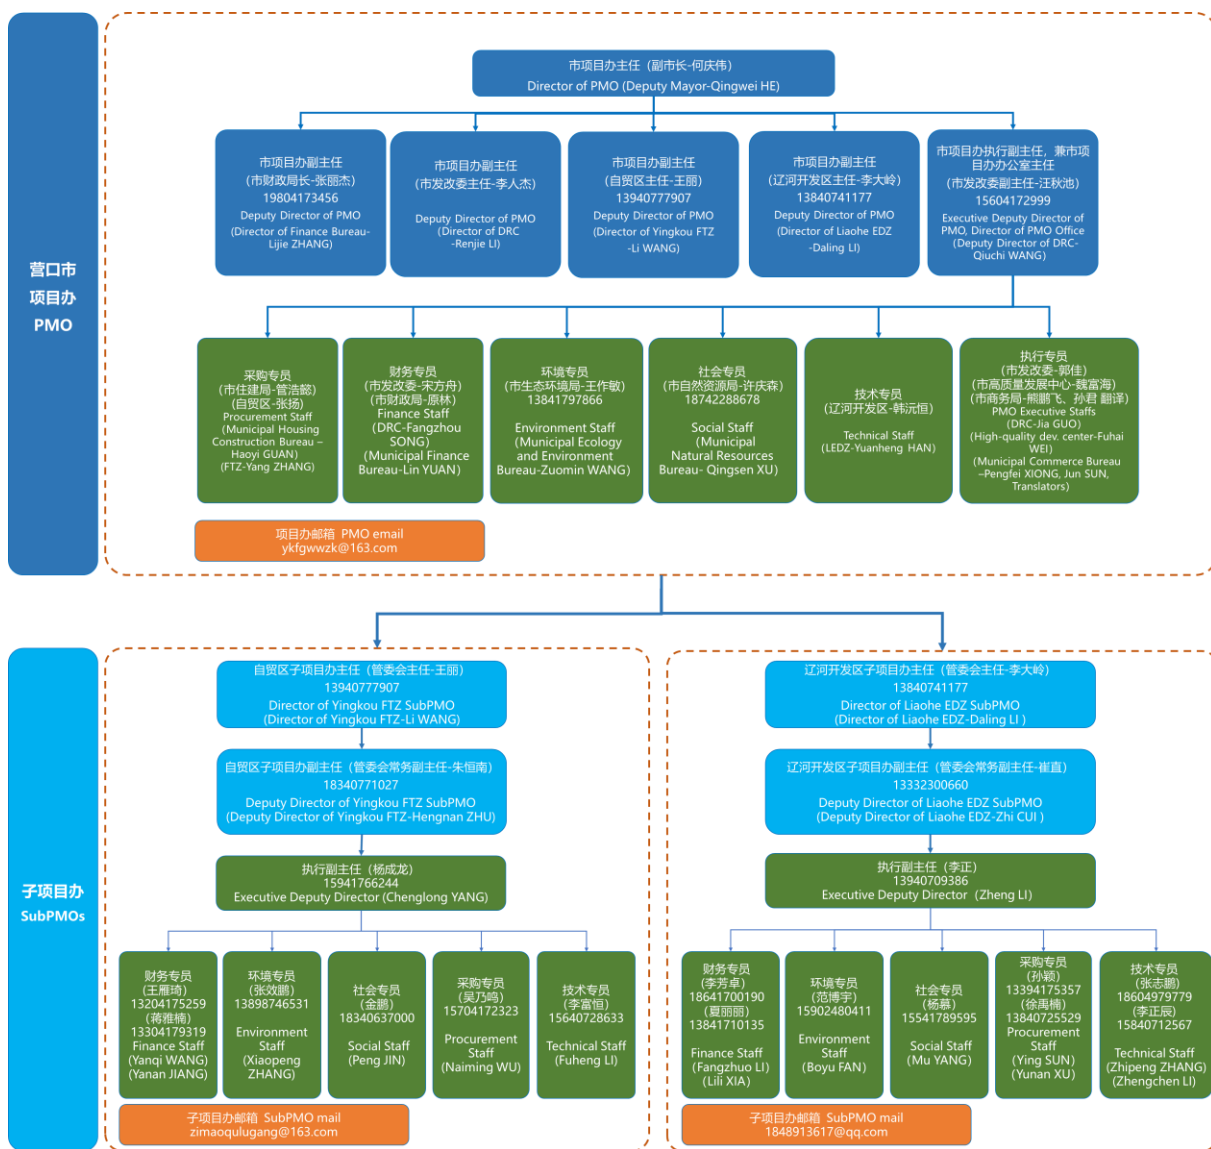 营口市
项目办
PMO
市项目办主任（副市长-何庆伟）
Director of PMO (Deputy Mayor-Qingwei HE)
市项目办副主任
（市财政局长-张丽杰）
19804173456
Deputy Director of PMO
(Director of Finance Bureau-
Lijie ZHANG)
市项目办副主任
（市发改委主任-李人杰）
Deputy Director of PMO
(Director of DRC
-Renjie LI)
市项目办副主任
（自贸区主任-王丽）
13940777907
Deputy Director of PMO
(Director of Yingkou FTZ
-Li WANG)
市项目办副主任
（辽河开发区主任-李大岭）
13840741177
Deputy Director of PMO
(Director of Liaohe EDZ
-Daling LI)
市项目办执行副主任，兼市项
目办办公室主任
（市发改委副主任-汪秋池）
15604172999
Executive Deputy Director of
PMO, Director of PMO Office
（Deputy Director of DRC-
Qiuchi WANG）
采购专员
（市住建局-管浩懿）
（自贸区-张扬）
Procurement Staff
（Municipal Housing
Construction Bureau –
Haoyi GUAN）
（FTZ-Yang ZHANG）
财务专员
（市发改委-宋方舟）
（市财政局-原林）
Finance Staff
（DRC-Fangzhou
SONG）
（Municipal Finance
Bureau-Lin YUAN）
环境专员
（市生态环境局-王作敏）
13841797866
Environment Staff
（Municipal Ecology
and Environment
Bureau-Zuomin WANG）
社会专员
（市自然资源局-许庆森）
18742288678
Social Staff
（Municipal
Natural Resources
Bureau- Qingsen XU）
技术专员
（辽河开发区-韩沅恒）
Technical Staff
（LEDZ-Yuanheng HAN）
执行专员
（市发改委-郭佳）
（市高质量发展中心-魏富海）
（市商务局-熊鹏飞、孙君 翻译）
PMO Executive Staffs
（DRC-Jia GUO）
（High-quality dev. center-Fuhai
WEI）
（Municipal Commerce Bureau
–Pengfei XIONG, Jun SUN,
Translators）
项目办邮箱 PMO email
ykfgwwzk@163.com
子项目办
SubPMOs
自贸区子项目办主任（管委会主任-王丽）
13940777907
Director of Yingkou FTZ SubPMO
(Director of Yingkou FTZ-Li WANG)
自贸区子项目办副主任（管委会常务副主任-朱恒南）
18340771027
Deputy Director of Yingkou FTZ SubPMO
(Deputy Director of Yingkou FTZ-Hengnan ZHU)
执行副主任（杨成龙）
15941766244
Executive Deputy Director (Chenglong YANG)
财务专员
（王雁琦）
13204175259
（蒋雅楠）
13304179319
Finance Staff
(Yanqi WANG)
(Yanan JIANG)
环境专员
（张效鹏）
13898746531
Environment
Staff
（Xiaopeng
ZHANG）
社会专员
（金鹏）
18340637000
Social Staff
（Peng JIN）
采购专员
（吴乃鸣）
15704172323
Procurement
Staff
（Naiming WU）
技术专员
（李富恒）
15640728633
Technical Staff
（Fuheng LI）
子项目办邮箱 SubPMO mail
zimaoqulugang@163.com
辽河开发区子项目办主任（管委会主任-李大岭）
13840741177
Director of Liaohe EDZ SubPMO
(Director of Liaohe EDZ-Daling LI )
辽河开发区子项目办副主任（管委会常务副主任-崔直）
13332300660
Deputy Director of Liaohe EDZ SubPMO
(Deputy Director of Liaohe EDZ-Zhi CUI )
执行副主任（李正）
13940709386
Executive Deputy Director（Zheng LI）
财务专员
（李芳卓）
18641700190
（夏丽丽）
13841710135
Finance Staff
（Fangzhuo LI）
（Lili XIA）
环境专员
（范博宇）
15902480411
Environment
Staff
（Boyu FAN）
社会专员
（杨慕）
15541789595
Social Staff
（Mu YANG）
采购专员
（孙颖）
13394175357
（徐禹楠）
13840725529
Procurement
Staff
（Ying SUN）
（Yunan XU）
技术专员
（张志鹏）
18604979779
（李正辰）
15840712567
Technical Staff
（Zhipeng ZHANG）
（Zhengchen LI）
子项目办邮箱 SubPMO mail
1848913617@qq.com